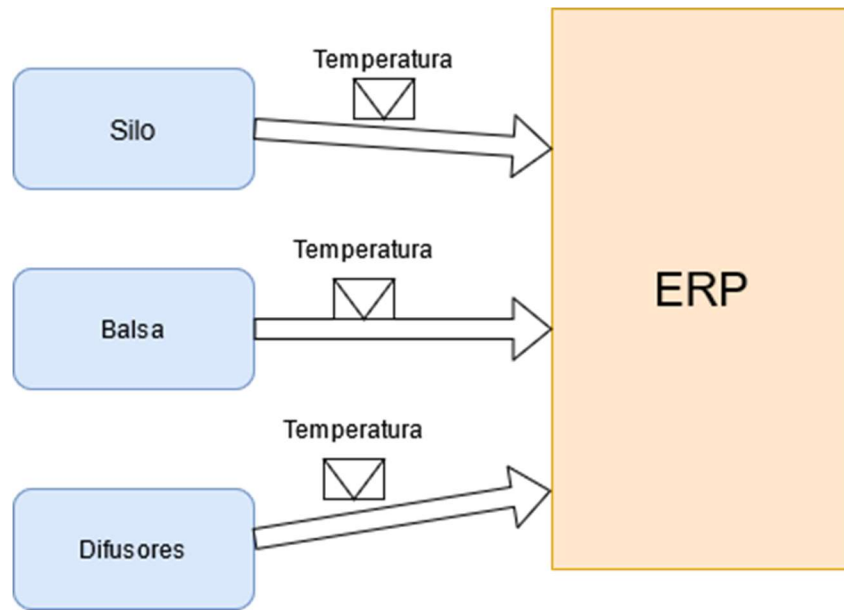 Temperatura
Silo
Temperatura
Balsa
ERP
Temperatura
Difusores